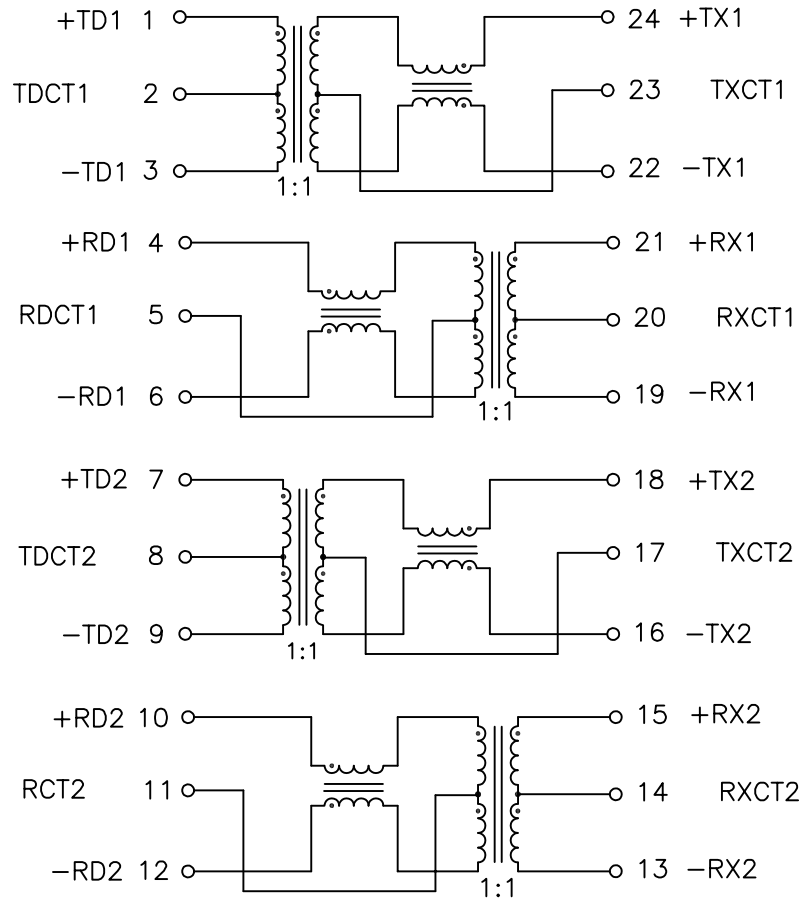 +TD1 1 24 +TX1
TDCT1 2 23 TXCT1
-TD1 3 22 -TX1
1:1
+RD1 4 21 +RX1
RDCT1 5 20 RXCT1
-RD1 6 19 -RX1
1:1
+TD2 7 18 +TX2
TDCT2 8 17 TXCT2
-TD2 9 16 -TX2
1:1
+RD2 10 15 +RX2
RCT2 11 14 RXCT2
-RD2 12 13 -RX2
1:1